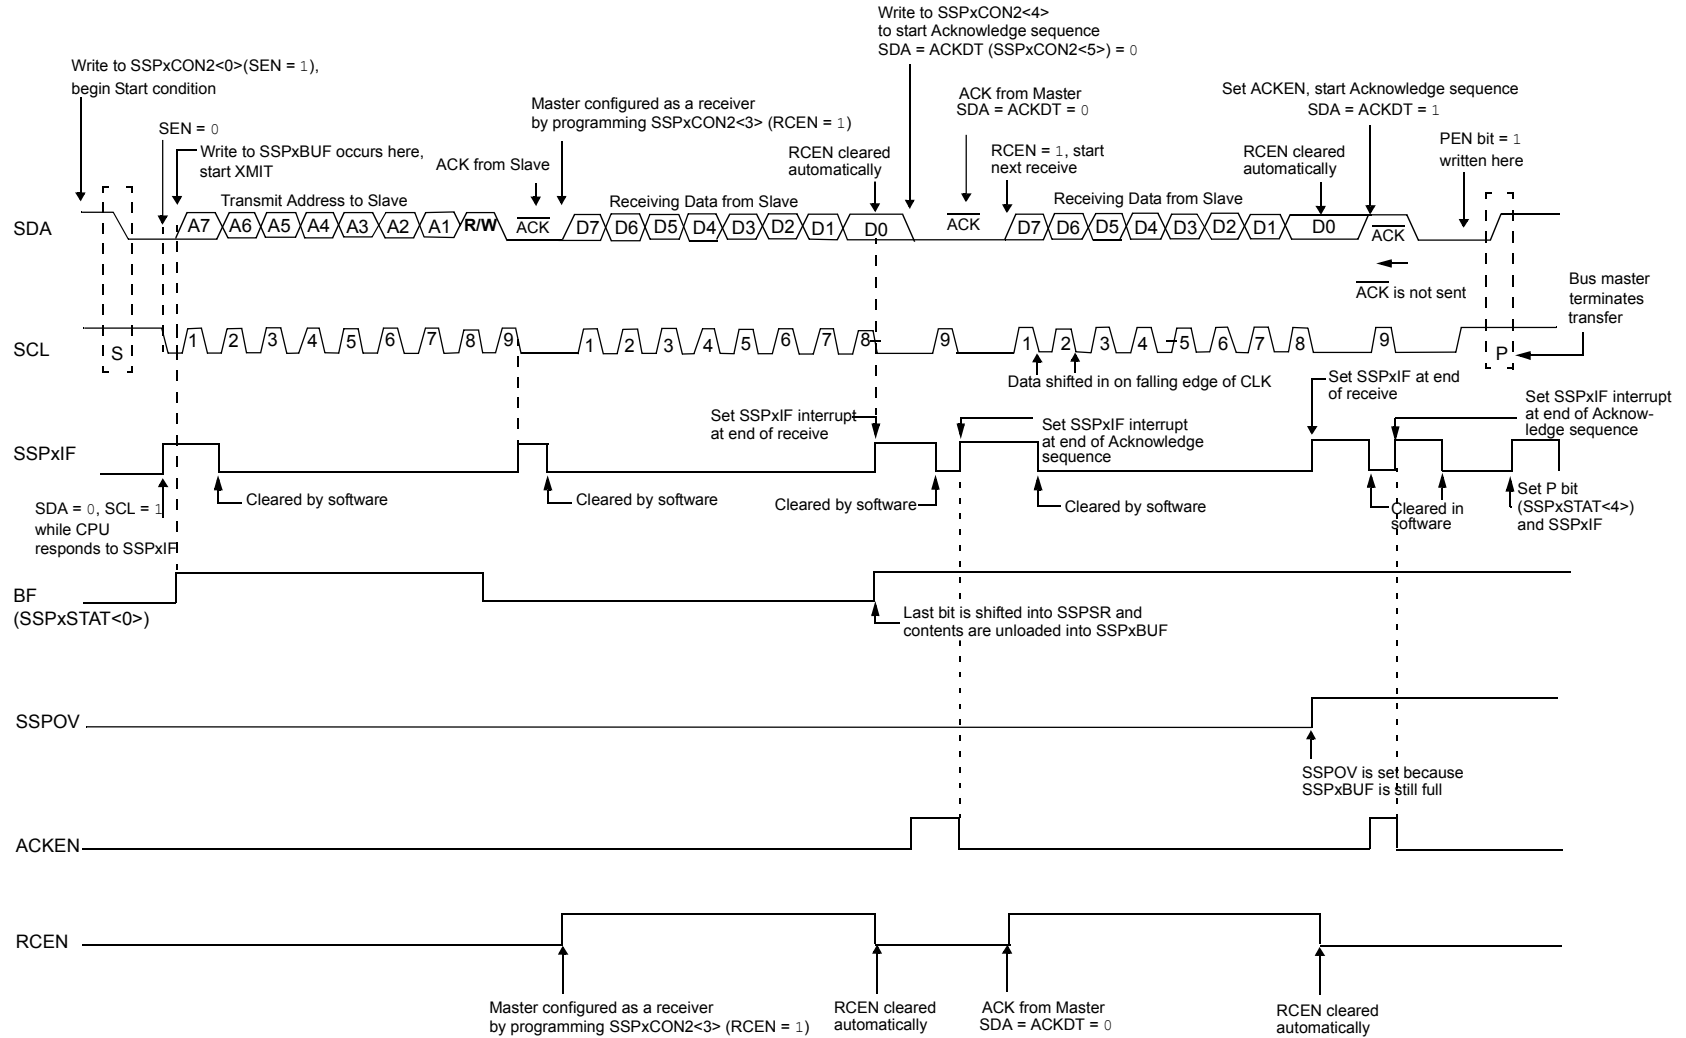 Write to SSPxCON2<4>
to start Acknowledge sequence
SDA = ACKDT (SSPxCON2<5>) = 0
Write to SSPxCON2<0>(SEN = 1),
begin Start condition
Master configured as a receiver
by programming SSPxCON2<3> (RCEN = 1)
ACK from Master
SDA = ACKDT = 0
Set ACKEN, start Acknowledge sequence
SDA = ACKDT = 1
SEN = 0
Write to SSPxBUF occurs here,
start XMIT
ACK from Slave
RCEN cleared
automatically
RCEN = 1, start
next receive
RCEN cleared
automatically
PEN bit = 1
written here
Transmit Address to Slave
Receiving Data from Slave
Receiving Data from Slave
SDA
A7 A6 A5 A4 A3 A2 A1 R/W ACK D7 D6 D5 D4 D3 D2 D1 D0 ACK D7 D6 D5 D4 D3 D2 D1 D0 ACK
ACK is not sent
Bus master
terminates
transfer
SCL
S 1 2 3 4 5 6 7 8 9 1 2 3 4 5 6 7 8 9 1 2 3 4 5 6 7 8 9 P
Data shifted in on falling edge of CLK
Set SSPxIF at end
of receive
Set SSPxIF interrupt
at end of Acknow-
ledge sequence
Set SSPxIF interrupt
at end of receive
Set SSPxIF interrupt
at end of Acknowledge
sequence
SSPxIF
Cleared by software
Cleared by software
Cleared by software
Cleared by software
Cleared in
software
Set P bit
(SSPxSTAT<4>)
and SSPxIF
SDA = 0, SCL = 1
while CPU
responds to SSPxIF
BF
(SSPxSTAT<0>)
Last bit is shifted into SSPSR and
contents are unloaded into SSPxBUF
SSPOV
SSPOV is set because
SSPxBUF is still full
ACKEN
RCEN
Master configured as a receiver
by programming SSPxCON2<3> (RCEN = 1)
RCEN cleared
automatically
ACK from Master
SDA = ACKDT = 0
RCEN cleared
automatically